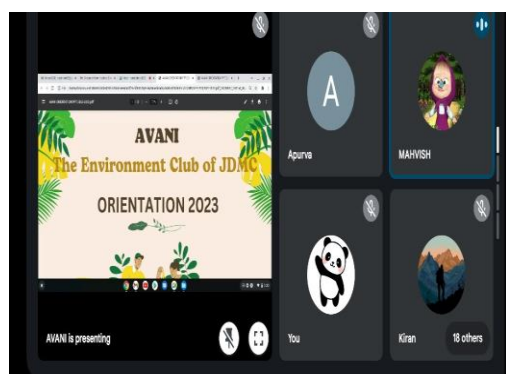 AVANI
The Environment Club of JDMC
ORIENTATION 2023
AVANI is presenting
A
Apurva
MAHVISH
You
Kiran
18 others